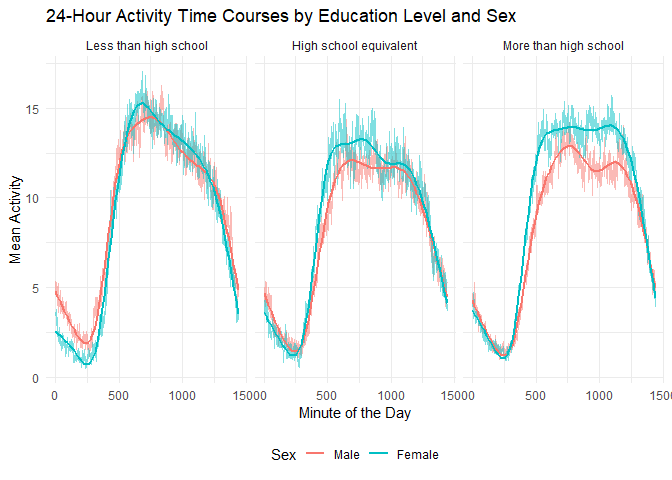 24-Hour Activity Time Courses by Education Level and Sex
Less than high school High school equivalent More than high school
15
10
5
0
Mean Activity
0 500 1000 1500 0 500 1000 1500 0 500 1000 1500
Minute of the Day
Sex Male Female